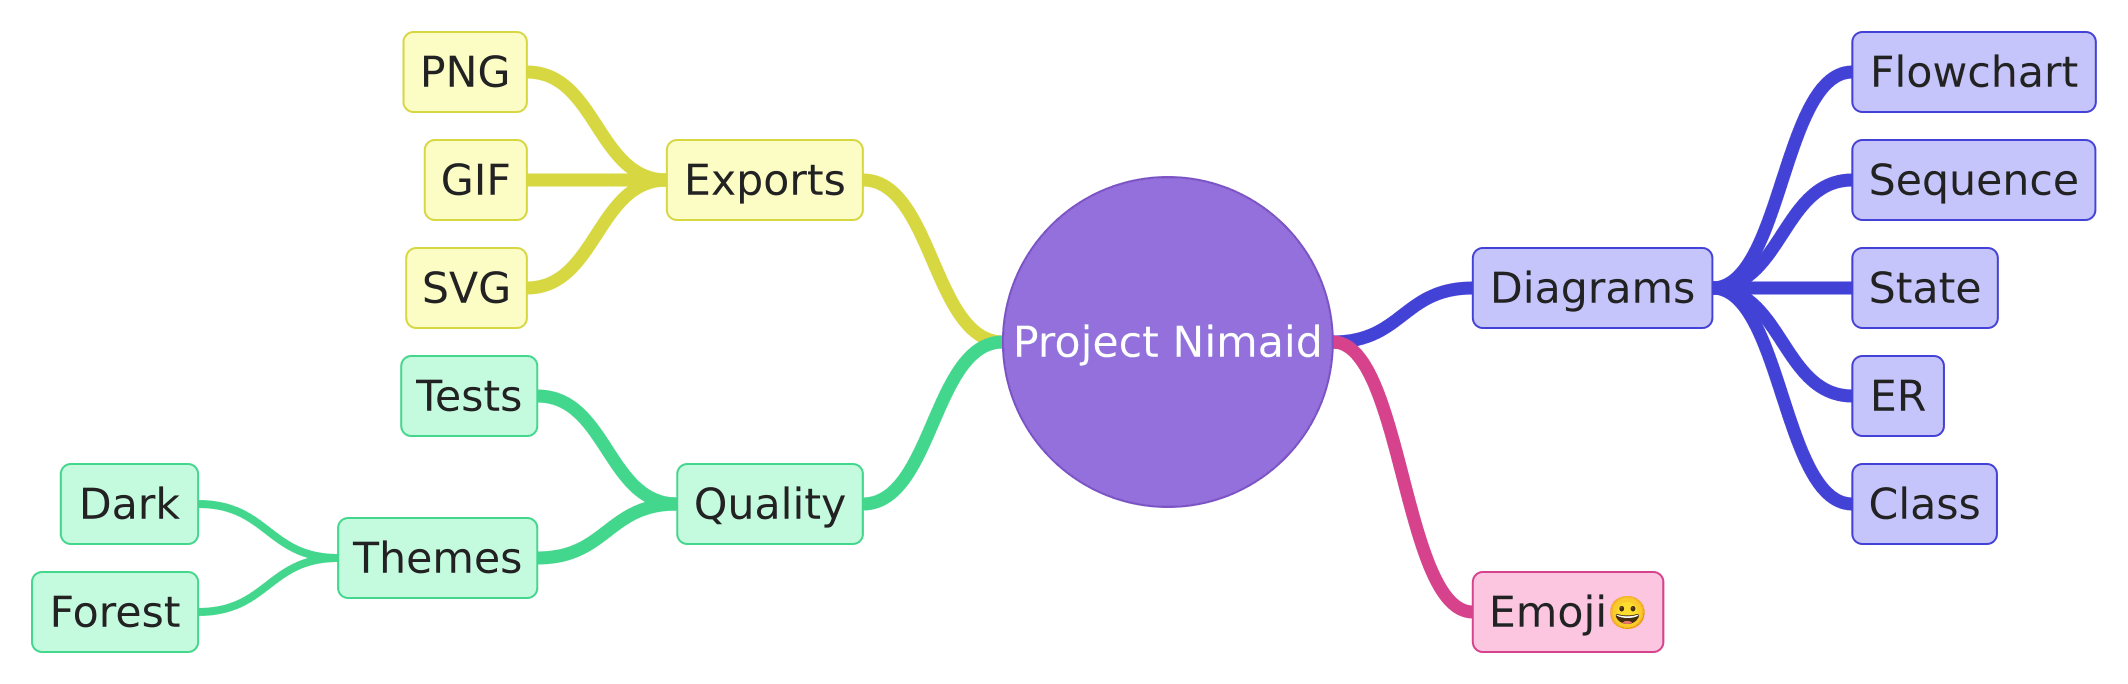 PNG
GIF
SVG
Exports
Tests
Quality
Dark
Forest
Themes
Project Nimaid
Diagrams
Flowchart
Sequence
State
ER
Class
Emoji😀